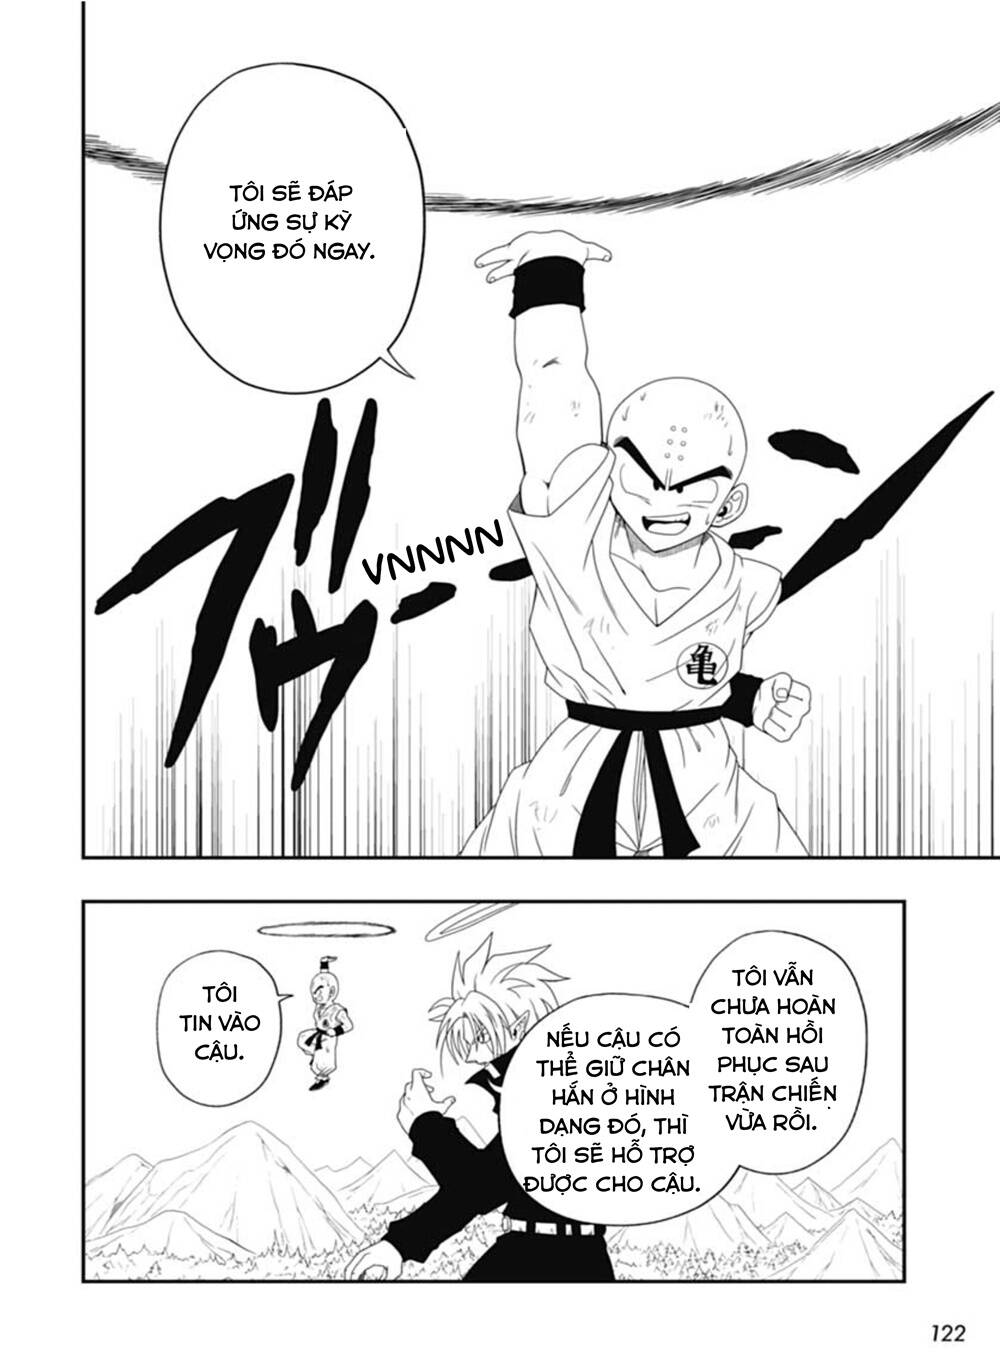 TÔI SẼ ĐÁP
ỨNG SỰ KỲ
VỌNG ĐÓ NGAY.
ヴヴー
VNNNN
亀
TÔI VẪN
CHƯA HOÀN
TOÀN HỒI
PHỤC SAU
TRẬN CHIẾN
VỪA RỒI.
NẾU CẬU CÓ
THỂ GIỮ CHÂN
HẮN Ở HÌNH
DẠNG ĐÓ, THÌ
TÔI SẼ HỖ TRỢ
ĐƯỢC CHO CẬU.
TÔI
TIN VÀO
CẬU.
122